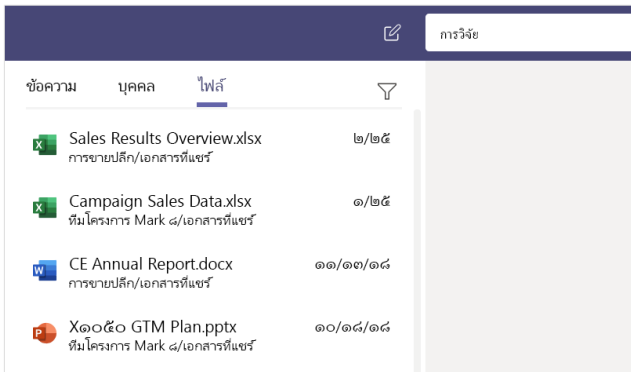 การวิจัย
ข้อความ บุคคล ไฟล์
Sales Results Overview.xlsx ๒/๒๕
การขายปลีก/เอกสารที่แชร์
Campaign Sales Data.xlsx ๑/๒๕
ทีมโครงการ Mark ๘/เอกสารที่แชร์
CE Annual Report.docx ๑๑/๑๓/๑๘
การขายปลีก/เอกสารที่แชร์
X๑๐๕๐ GTM Plan.pptx ๑๐/๑๘/๑๘
ทีมโครงการ Mark ๘/เอกสารที่แชร์